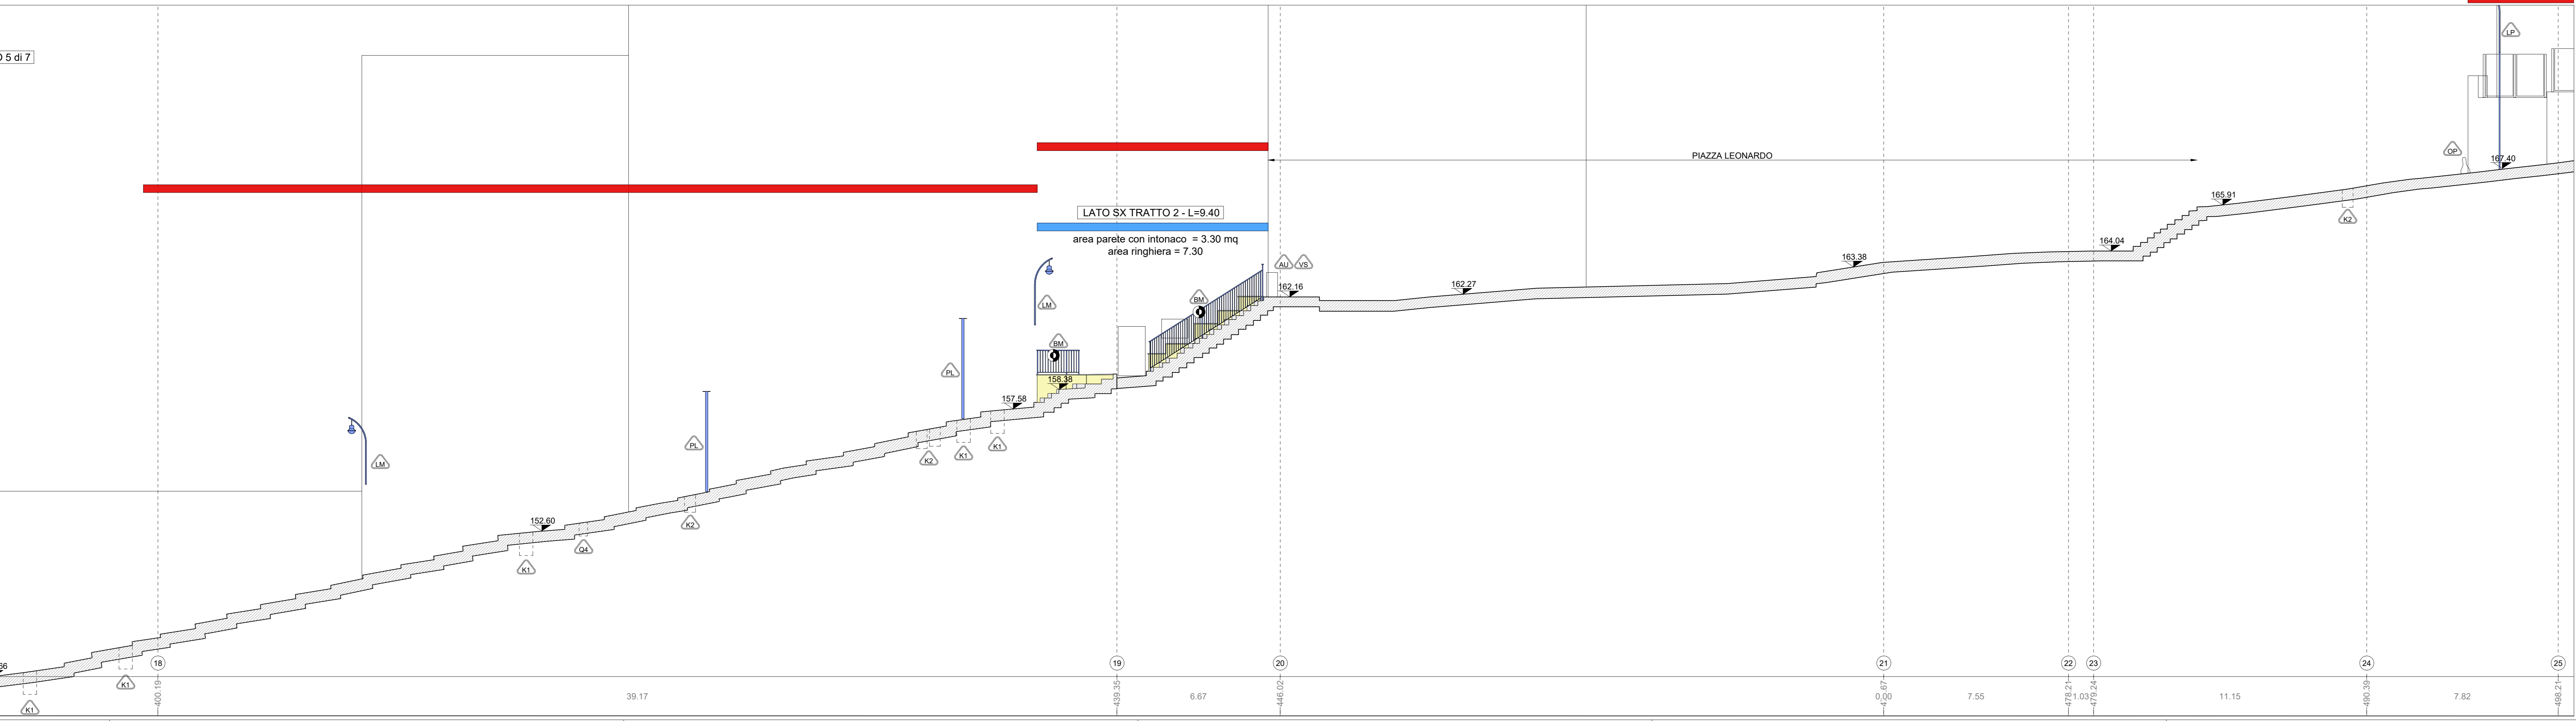 O 5 di 7
LP
PIAZZA LEONARDO
OP
167.40
165.91
K2
LATO SX TRATTO 2 - L=9.40
area parete con intonaco = 3.30 mq
area ringhiera = 7.30
164.04
163.38
AU
VS
162.16
162.27
LM
BM
BM
PL
158.38
157.58
LM
PL
K2
K1
K1
152.60
K2
Q4
K1
66
K1
K1
18
19
20
21
22
23
24
25
400.19
39.17
439.35
6.67
446.02
0.00
7.55
478.21
1.03
479.24
11.15
490.39
7.82
498.21